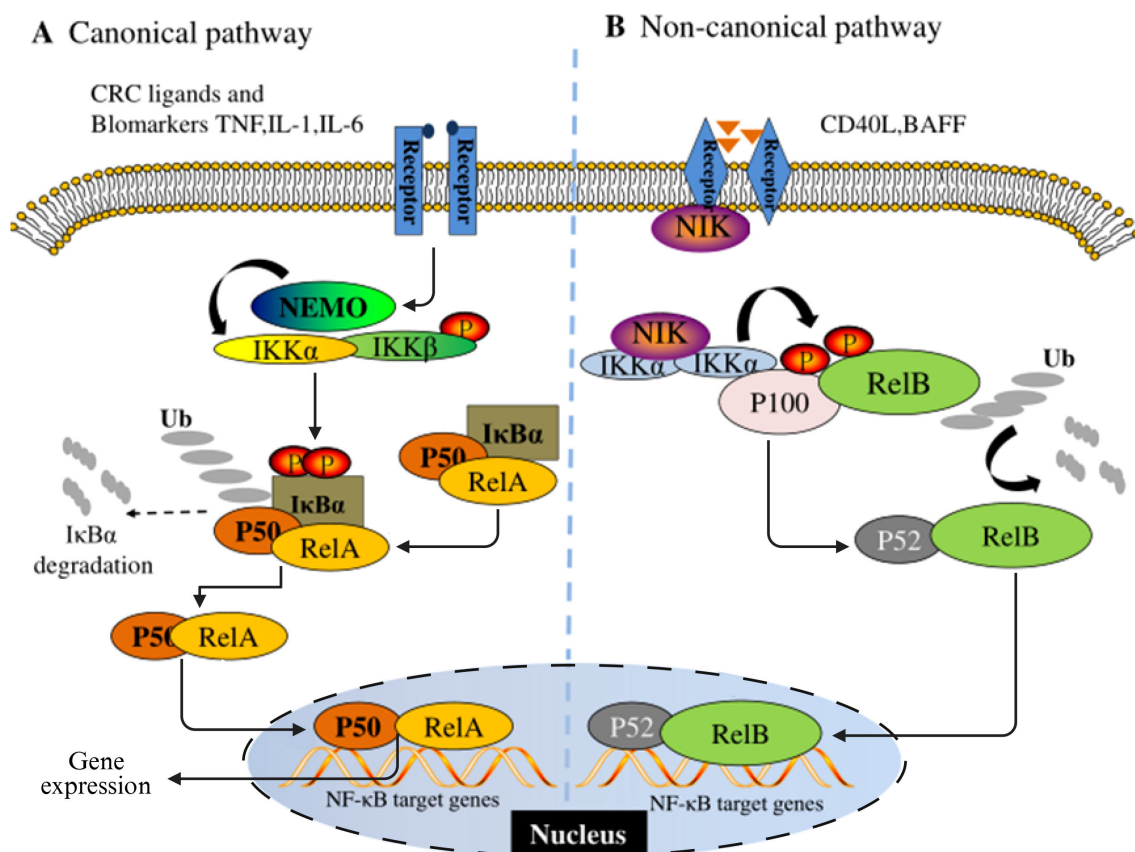 A Canonical pathway
B Non-canonical pathway
CRC ligands and
Blomarkers TNF,IL-1,IL-6
CD40L,BAFF
Receptor
Receptor
Receptor
Receptor
NIK
NEMO
P
IKKα
IKKβ
NIK
IKKα
IKKα
P
P
P100
RelB
Ub
Ub
P
P
IκBα
P50
RelA
IκBα
P50
RelA
IκBα
degradation
P52
RelB
P50
RelA
P50
RelA
P52
RelB
Gene
expression
NF-κB target genes
NF-κB target genes
Nucleus